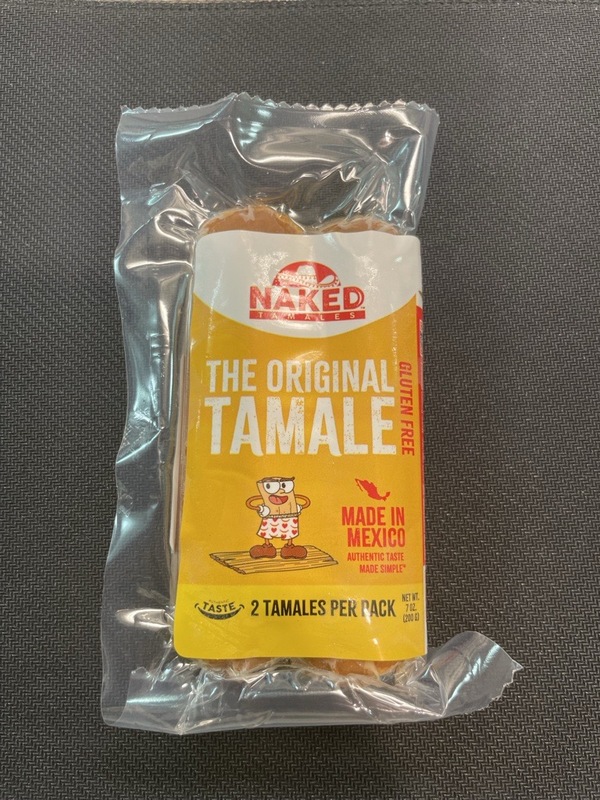 NAKED
TAMALES
THE ORIGINAL
TAMALE
GLUTEN FREE
MADE IN
MEXICO
AUTHENTIC TASTE
MADE SIMPLE™
TASTE
2 TAMALES PER PACK
NET WT.
7 OZ.
(200 G)